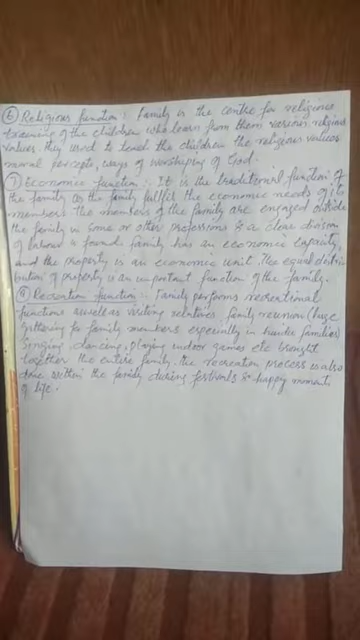 ⑥ Religious function : Family is the centre for religious
training of the children who learn from them various religious
values. they used to teach the children the religious values
moral percepts, ways of worshiping of God.
⑦ Economic function :- It is the traditional function of
the family as the family fulfill the economic needs of its
members the members of the family are engaged outside
the family in some or other professions & a clear division
of labour is found family has an economic capacity,
and the property is an economic unit. The equal distri
bution of property is an important function of the family.
Recreation function :- Family performs recreational
functions as well as visiting relatives, family reunion (huge
gittering to family members especially in families)
singing, dancing, playing indoor games etc brought
together the entire family. the recreation process is also
done within the family during festivals & happy moments
of life.